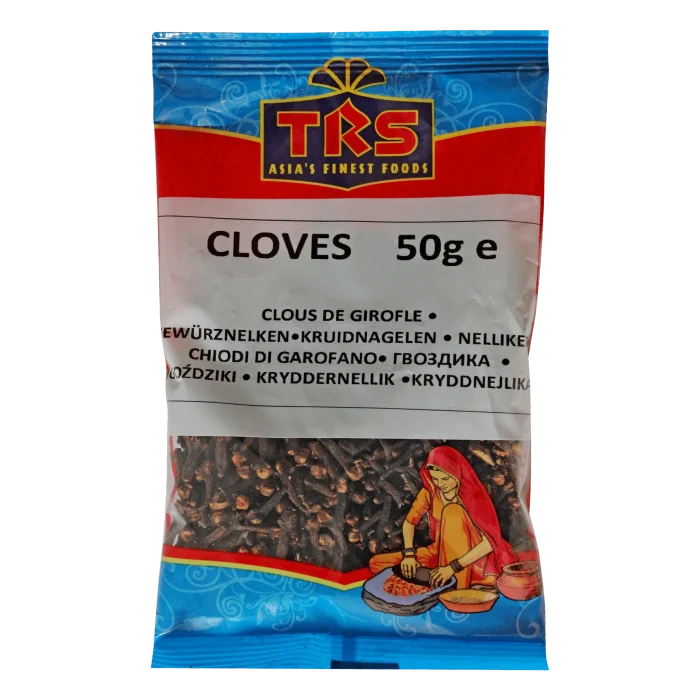 TRS
ASIA'S FINEST FOODS
CLOVES 50g e
CLOUS DE GIROFLE •
EWÜRZNELKEN•KRUIDNAGELEN • NELLIKE
CHIODI DI GAROFANO• ГВОЗДИКА •
OŹDZIKI • KRYDDERNELLIK •KRYDDNEJLIKA